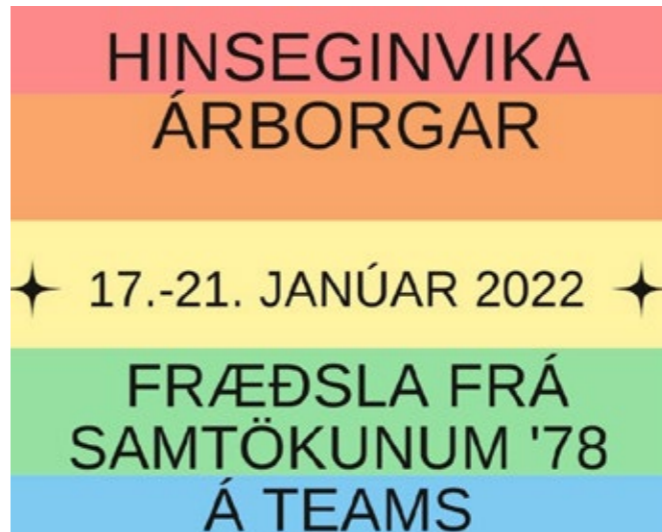 HINSEGINVIKA
ÁRBORGAR
17.-21. JANÚAR 2022
FRÆÐSLA FRÁ
SAMTÖKUNUM '78
Á TEAMS